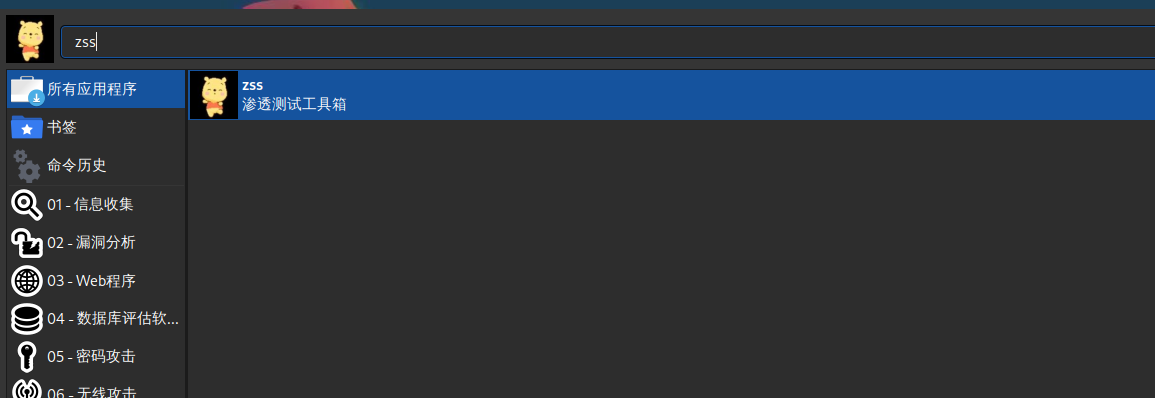 zss
所有应用程序
zss
渗透测试工具箱
书签
命令历史
01 - 信息收集
02 - 漏洞分析
03 - Web程序
04 - 数据库评估软...
05 - 密码攻击
06 - 无线攻击